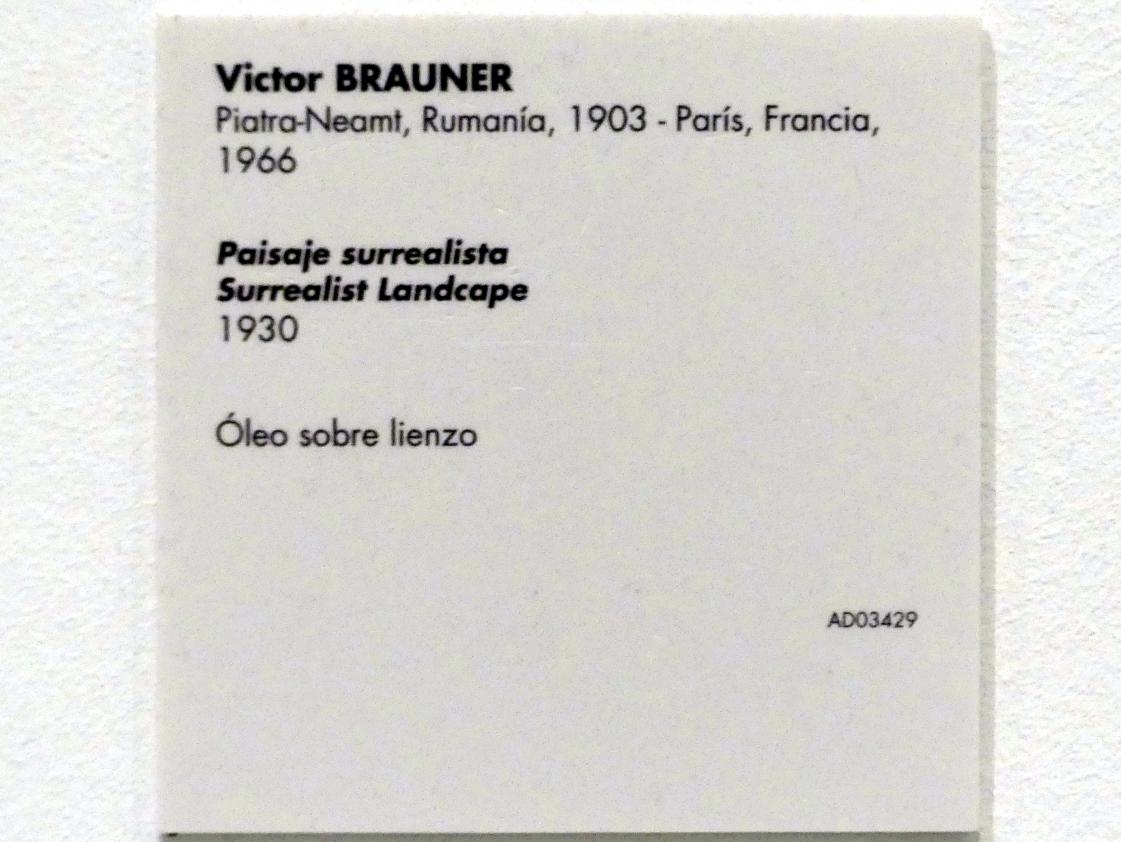 Victor BRAUNER
Piatra-Neamt, Rumanía, 1903 - París, Francia,
1966
Paisaje surrealista
Surrealist Landcape
1930
Óleo sobre lienzo
AD03429